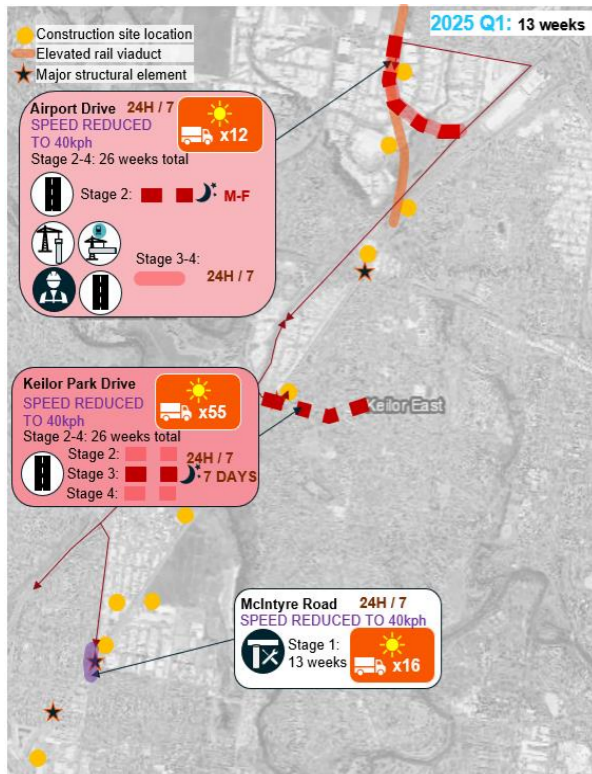 2025 Q1: 13 weeks
Construction site location
Elevated rail viaduct
Major structural element
Airport Drive 24H / 7
SPEED REDUCED
TO 40kph
x12
Stage 2-4: 26 weeks total
Stage 2: M-F
Stage 3-4:
24H / 7
Keilor Park Drive
SPEED REDUCED
TO 40kph
x55
Stage 2-4: 26 weeks total
Stage 2: 24H / 7
Stage 3: 7 DAYS
Stage 4:
Keilor East
McIntyre Road 24H / 7
SPEED REDUCED TO 40kph
Stage 1:
13 weeks
x16